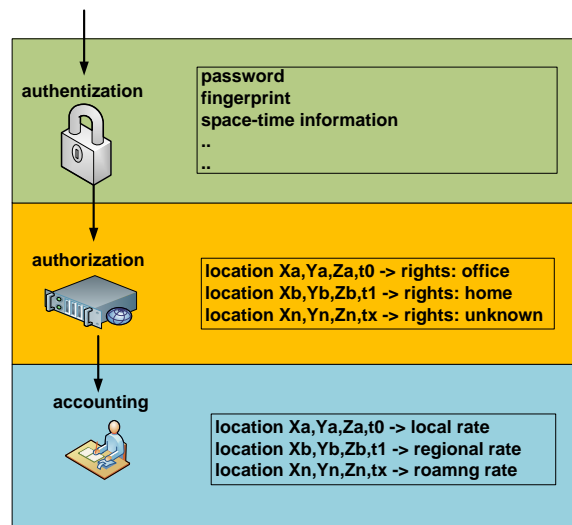 authentization
password
fingerprint
space-time information
..
..
authorization
location Xa,Ya,Za,t0 -> rights: office
location Xb,Yb,Zb,t1 -> rights: home
location Xn,Yn,Zn,tx -> rights: unknown
accounting
location Xa,Ya,Za,t0 -> local rate
location Xb,Yb,Zb,t1 -> regional rate
location Xn,Yn,Zn,tx -> roamng rate